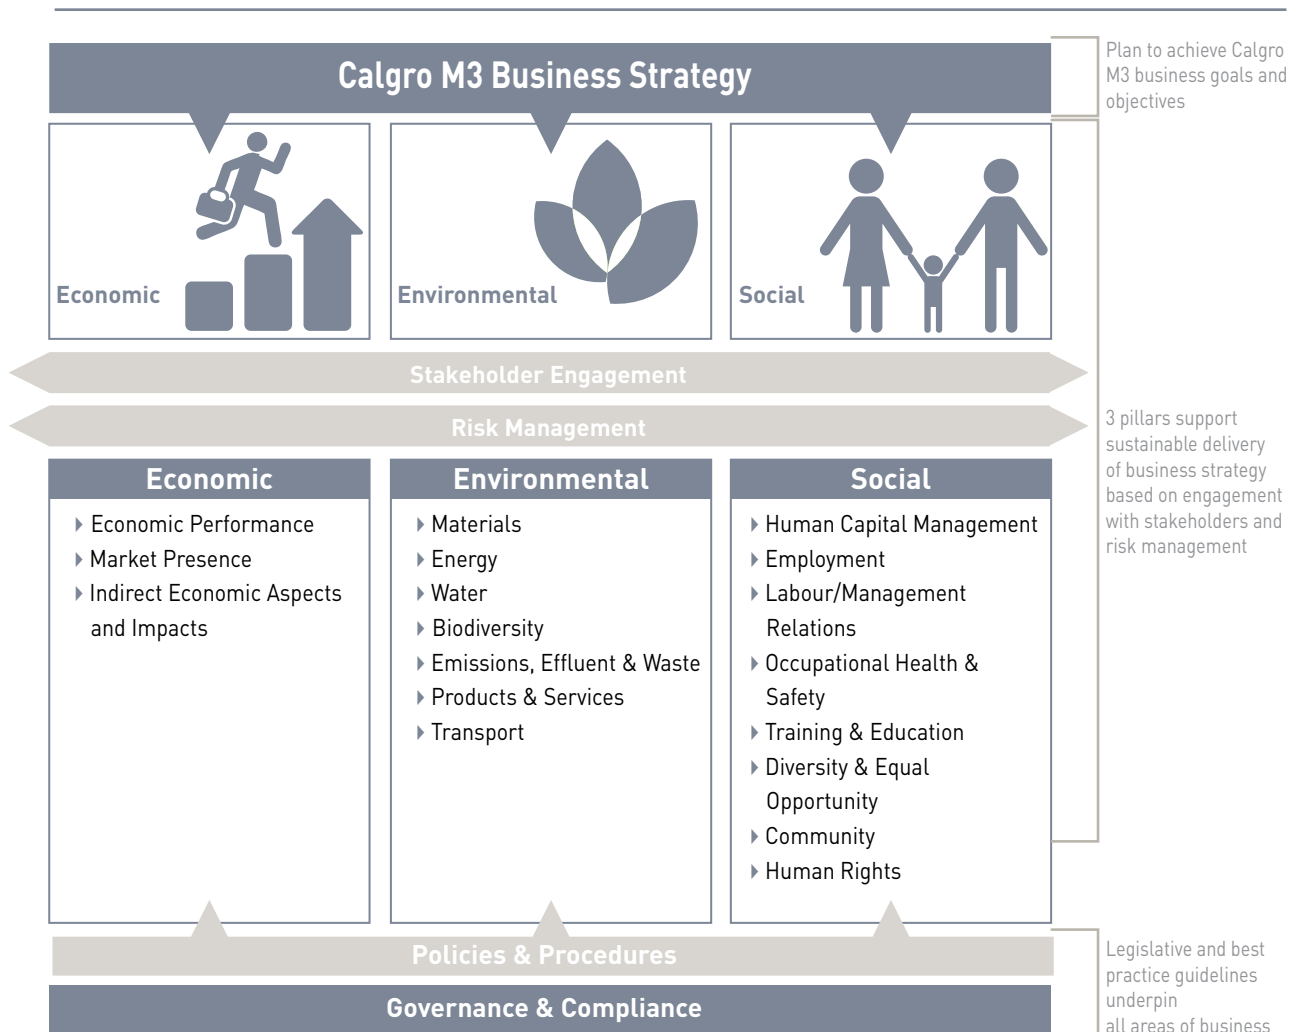 Calgro M3 Business Strategy
Plan to achieve Calgro
M3 business goals and
objectives
Economic
Environmental
Social
Stakeholder Engagement
Risk Management
3 pillars support
sustainable delivery
of business strategy
based on engagement
with stakeholders and
risk management
Economic
Economic Performance
Market Presence
Indirect Economic Aspects
and Impacts
Environmental
Materials
Energy
Water
Biodiversity
Emissions, Effluent & Waste
Products & Services
Transport
Social
Human Capital Management
Employment
Labour/Management
Relations
Occupational Health &
Safety
Training & Education
Diversity & Equal
Opportunity
Community
Human Rights
Policies & Procedures
Governance & Compliance
Legislative and best
practice guidelines
underpin
all areas of business